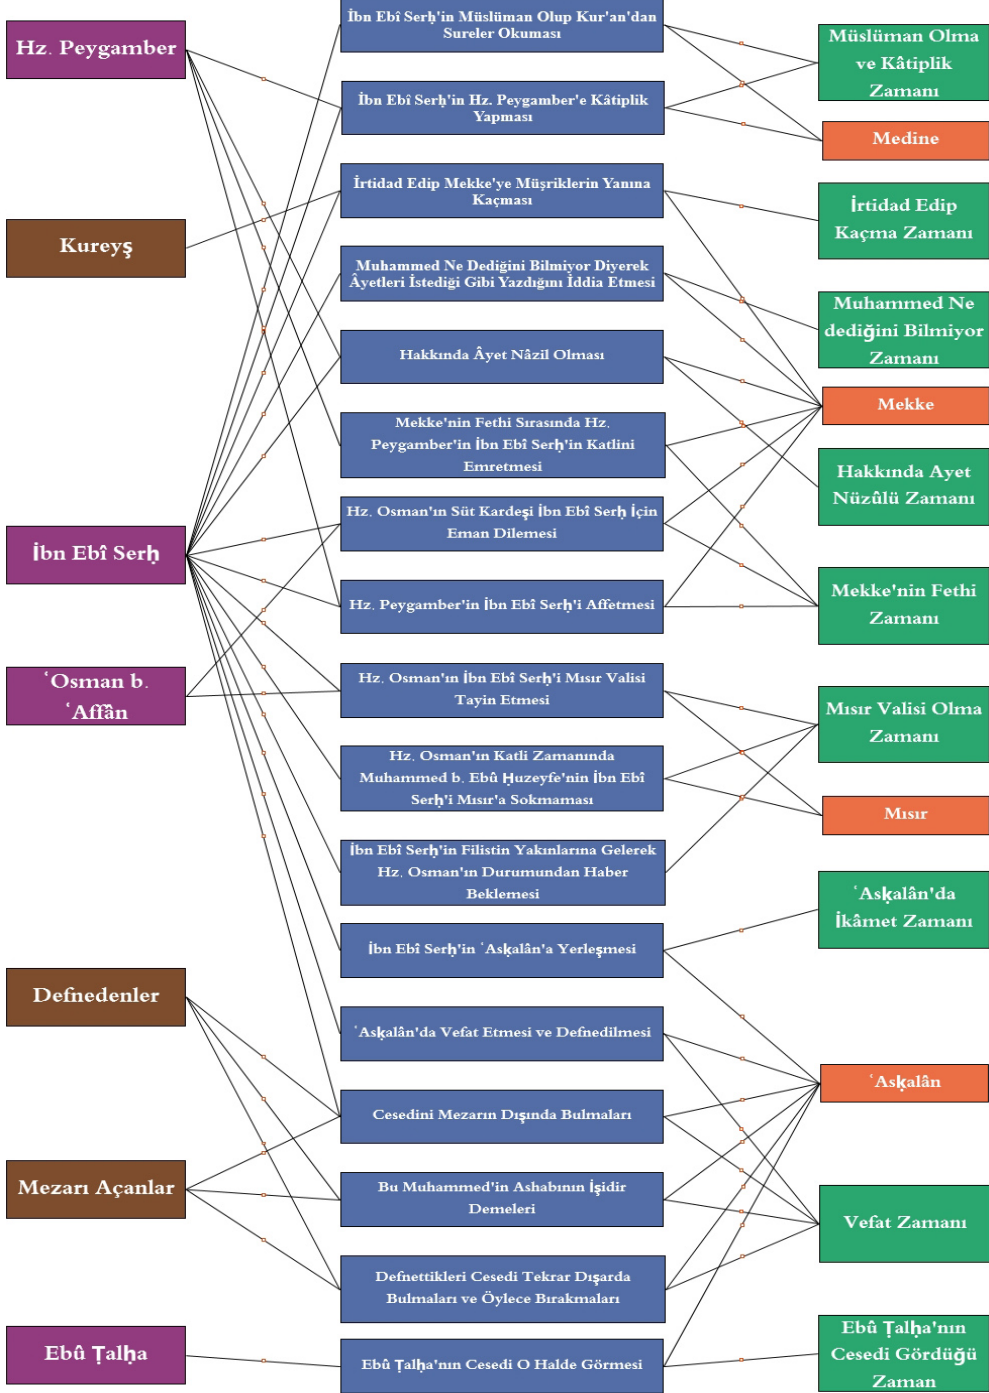 Hz. Peygamber
Kureyş
İbn Ebî Serḥ
ʿOsman b.
ʿAffân
Defnedenler
Mezarı Açanlar
Ebû Ṭalḥa
İbn Ebî Serḥ'in Müslüman Olup Kur'an'dan
Sureler Okuması
İbn Ebî Serḥ'in Hz. Peygamber'e Kâtiplik
Yapması
İrtidad Edip Mekke'ye Müşriklerin Yanına
Kaçması
Muhammed Ne Dediğini Bilmiyor Diyerek
Âyetleri İstediği Gibi Yazdığını İddia Etmesi
Hakkında Âyet Nâzil Olması
Mekke'nin Fethi Sırasında Hz.
Peygamber'in İbn Ebî Serḥ'in Katlini
Emretmesi
Hz. Osman'ın Süt Kardeşi İbn Ebî Serḥ İçin
Eman Dilemesi
Hz. Peygamber'in İbn Ebî Serḥ'i Affetmesi
Hz. Osman'ın İbn Ebî Serḥ'i Mısır Valisi
Tayin Etmesi
Hz. Osman'ın Katli Zamanında
Muhammed b. Ebû Ḥuzeyfe'nin İbn Ebî
Serḥ'i Mısır'a Sokmaması
İbn Ebî Serḥ'in Filistin Yakınlarına Gelerek
Hz. Osman'ın Durumundan Haber
Beklemesi
İbn Ebî Serḥ'in ʿAsḳalân'a Yerleşmesi
ʿAsḳalân'da Vefat Etmesi ve Defnedilmesi
Cesedini Mezarın Dışında Bulmaları
Bu Muhammed'in Ashabının İşidir
Demeleri
Defnettikleri Cesedi Tekrar Dışarda
Bulmaları ve Öylece Bırakmaları
Ebû Ṭalḥa'nın Cesedi O Halde Görmesi
Müslüman Olma
ve Kâtiplik
Zamanı
Medine
İrtidad Edip
Kaçma Zamanı
Muhammed Ne
dediğini Bilmiyor
Zamanı
Mekke
Hakkında Ayet
Nüzûlü Zamanı
Mekke'nin Fethi
Zamanı
Mısır Valisi Olma
Zamanı
Mısır
ʿAsḳalân'da
İkâmet Zamanı
ʿAsḳalân
Vefat Zamanı
Ebû Ṭalḥa'nın
Cesedi Gördüğü
Zaman